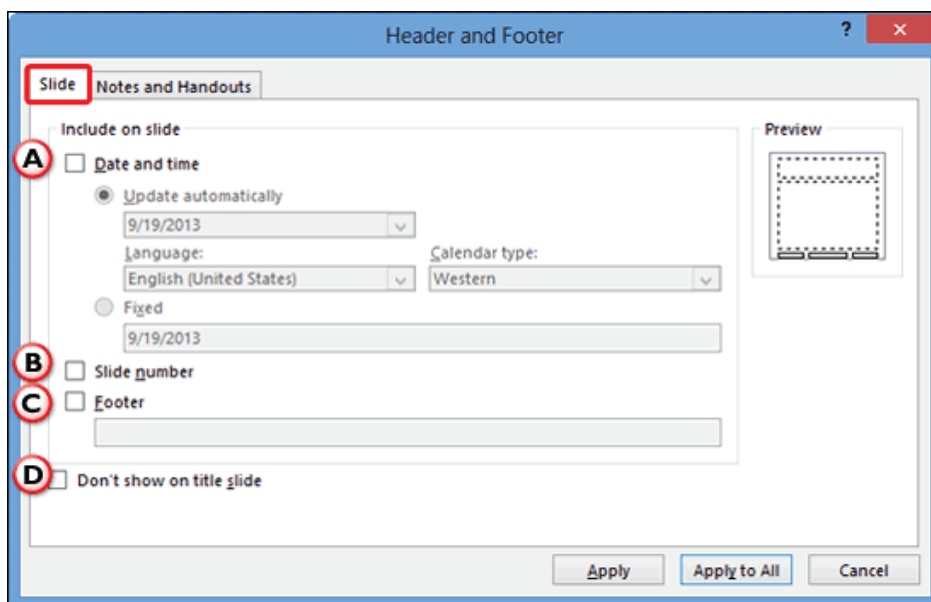 Header and Footer ?
Slide Notes and Handouts
Include on slide Preview
A Date and time
Update automatically
9/19/2013
Language: Calendar type:
English (United States) Western
Fixed
9/19/2013
B Slide number
C Footer
D Don't show on title slide
Apply Apply to All Cancel